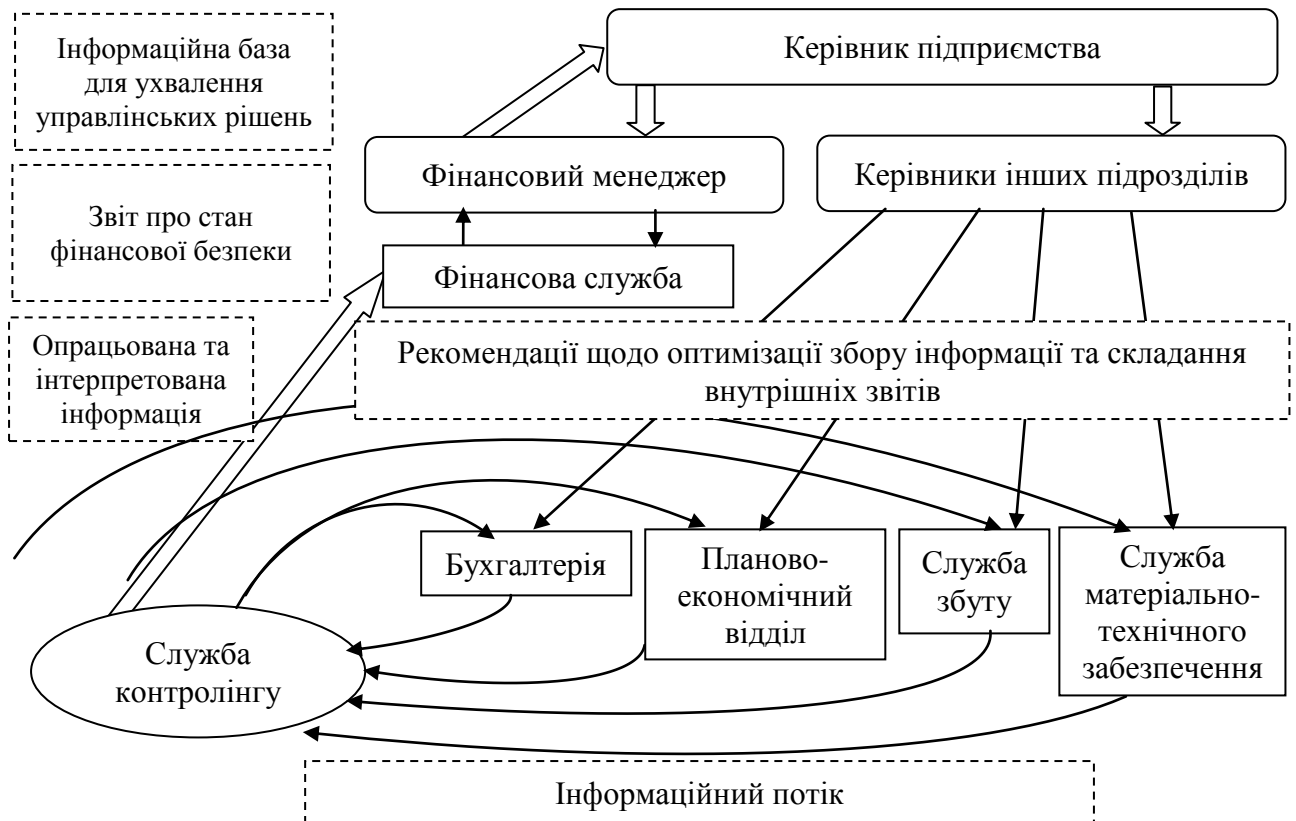 Інформаційна база
для ухвалення
управлінських рішень
Керівник підприємства
Фінансовий менеджер
Керівники інших підрозділів
Звіт про стан
фінансової безпеки
Фінансова служба
Опрацьована та
інтерпретована
інформація
Рекомендації щодо оптимізації збору інформації та складання
внутрішніх звітів
Бухгалтерія
Планово-
економічний
відділ
Служба
збуту
Служба
матеріально-
технічного
забезпечення
Служба
контролінгу
Інформаційний потік